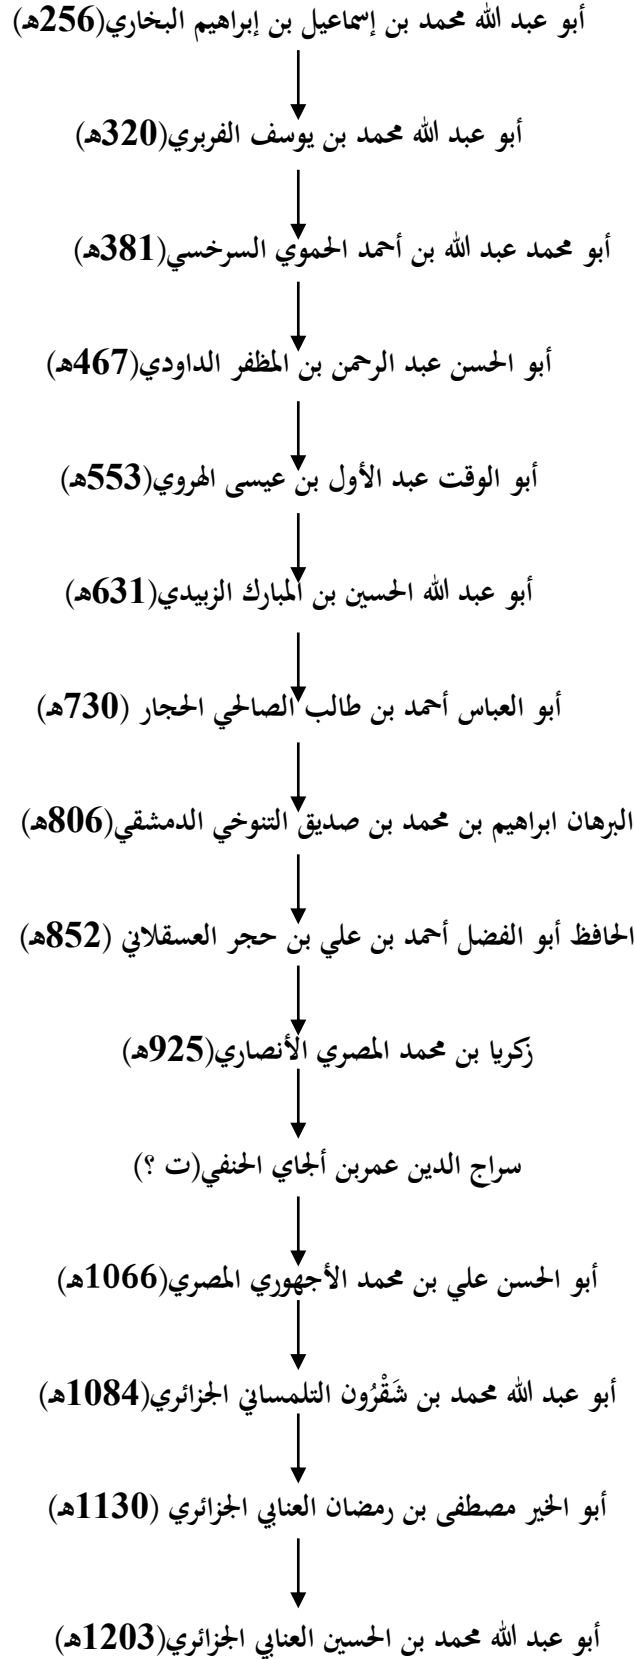 أبو عبد الله محمد بن إسماعيل بن إبراهيم البخاري(256هـ)
أبو عبد الله محمد بن يوسف الفربري(320هـ)
أبو محمد عبد الله بن أحمد الحموي السرخسي(381هـ)
أبو الحسن عبد الرحمن بن المظفر الداودي(467هـ)
أبو الوقت عبد الأول بن عيسى الهروي(553هـ)
أبو عبد الله الحسين بن المبارك الزبيدي(631هـ)
أبو العباس أحمد بن طالب الصالحي الحجار (730هـ)
البرهان ابراهيم بن محمد بن صديق التنوخي الدمشقي(806هـ)
الحافظ أبو الفضل أحمد بن علي بن حجر العسقلاني (852هـ)
زكريا بن محمد المصري الأنصاري(925هـ)
سراج الدين عمربن ألجاي الحنفي(ت ؟)
أبو الحسن علي بن محمد الأجهوري المصري(1066هـ)
أبو عبد الله محمد بن شَقْرُون التلمساني الجزائري(1084هـ)
أبو الخير مصطفى بن رمضان العنابي الجزائري (1130هـ)
أبو عبد الله محمد بن الحسين العنابي الجزائري(1203هـ)